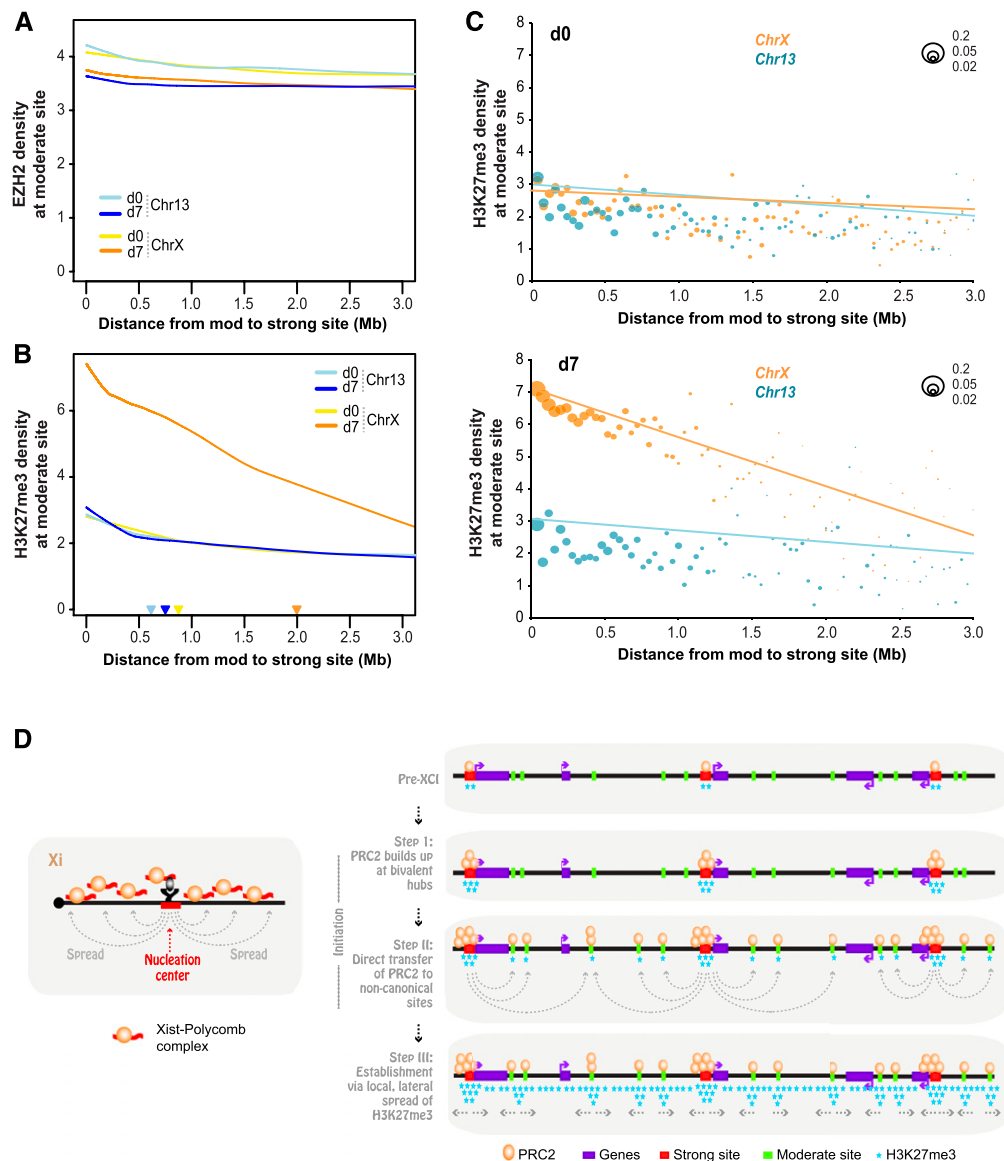 A
EZH2 density
at moderate site
4
3
2
1
0
d0
d7
Chr13
d0
d7
ChrX
0
0.5
1.0
1.5
2.0
2.5
3.0
Distance from mod to strong site (Mb)
B
H3K27me3 density
at moderate site
6
4
2
0
d0
d7
Chr13
d0
d7
ChrX
0
0.5
1.0
1.5
2.0
2.5
3.0
Distance from mod to strong site (Mb)
C
H3K27me3 density
at moderate site
8
7
6
5
4
3
2
1
0
d0
ChrX
Chr13
0.2
0.05
0.02
0
0.5
1.0
1.5
2.0
2.5
3.0
Distance from mod to strong site (Mb)
H3K27me3 density
at moderate site
8
7
6
5
4
3
2
1
0
d7
ChrX
Chr13
0.2
0.05
0.02
0
0.5
1.0
1.5
2.0
2.5
3.0
Distance from mod to strong site (Mb)
D
Xi
Spread
Nucleation
center
Spread
Xist-Polycomb
complex
Initiation
Pre-XCI
Step I:
PRC2 builds up
at bivalent
hubs
Step II:
Direct transfer
of PRC2 to
non-canonical
sites
Step III:
Establishment
via local, lateral
spread of
H3K27me3
PRC2
Genes
Strong site
Moderate site
H3K27me3